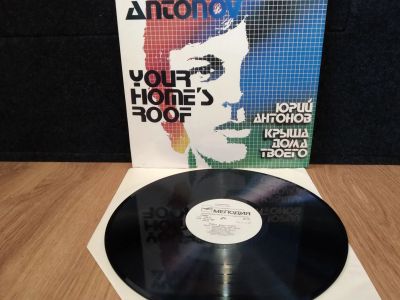 ANTONOV
YOUR
HOME'S
ROOF
ЮРИЙ
АНТОНОВ
КРЫША
ДОМА
ТВОЕГО
МЕЛОДИЯ